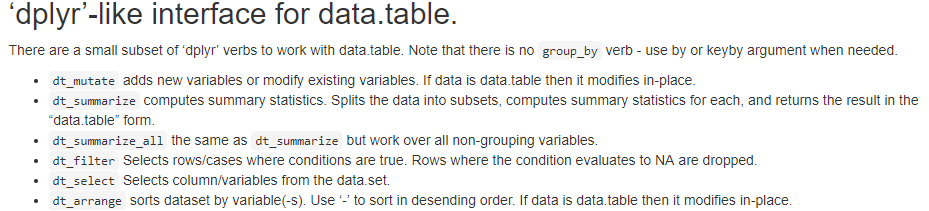 ‘dplyr’-like interface for data.table.
There are a small subset of ‘dplyr’ verbs to work with data.table. Note that there is no group_by verb - use by or keyby argument when needed.
• dt_mutate adds new variables or modify existing variables. If data is data.table then it modifies in-place.
• dt_summarize computes summary statistics. Splits the data into subsets, computes summary statistics for each, and returns the result in the
“data.table” form.
• dt_summarize_all the same as dt_summarize but work over all non-grouping variables.
• dt_filter Selects rows/cases where conditions are true. Rows where the condition evaluates to NA are dropped.
• dt_select Selects column/variables from the data.set.
• dt_arrange sorts dataset by variable(-s). Use ‘-’ to sort in desending order. If data is data.table then it modifies in-place.